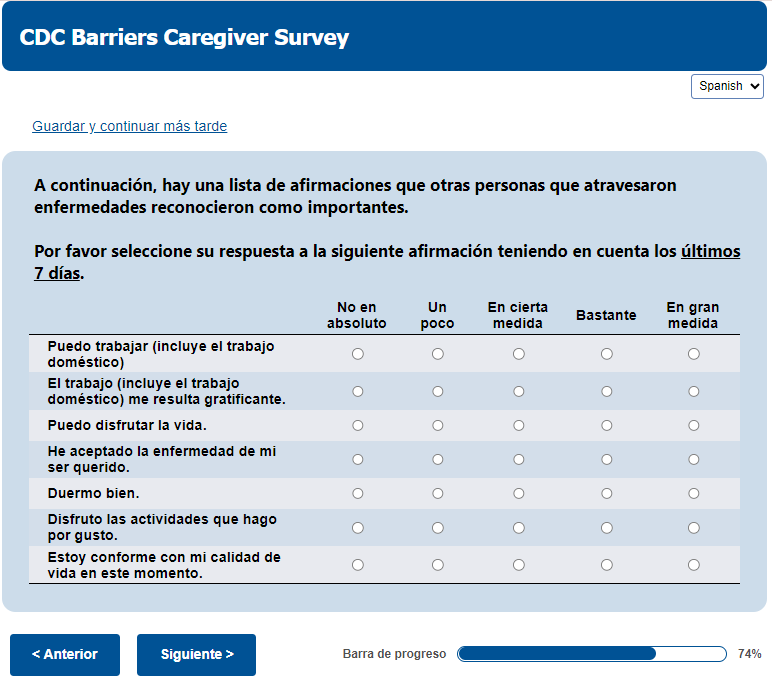 CDC Barriers Caregiver Survey
Spanish
Guardar y continuar más tarde
A continuación, hay una lista de afirmaciones que otras personas que atravesaron
enfermedades reconocieron como importantes.
Por favor seleccione su respuesta a la siguiente afirmación teniendo en cuenta los últimos
7 días.
No en absoluto
Un poco
En cierta medida
Bastante
En gran medida
Puedo trabajar (incluye el trabajo
doméstico)
El trabajo (incluye el trabajo
doméstico) me resulta gratificante.
Puedo disfrutar la vida.
He aceptado la enfermedad de mi
ser querido.
Duermo bien.
Disfruto las actividades que hago
por gusto.
Estoy conforme con mi calidad de
vida en este momento.
< Anterior
Siguiente >
Barra de progreso
74%